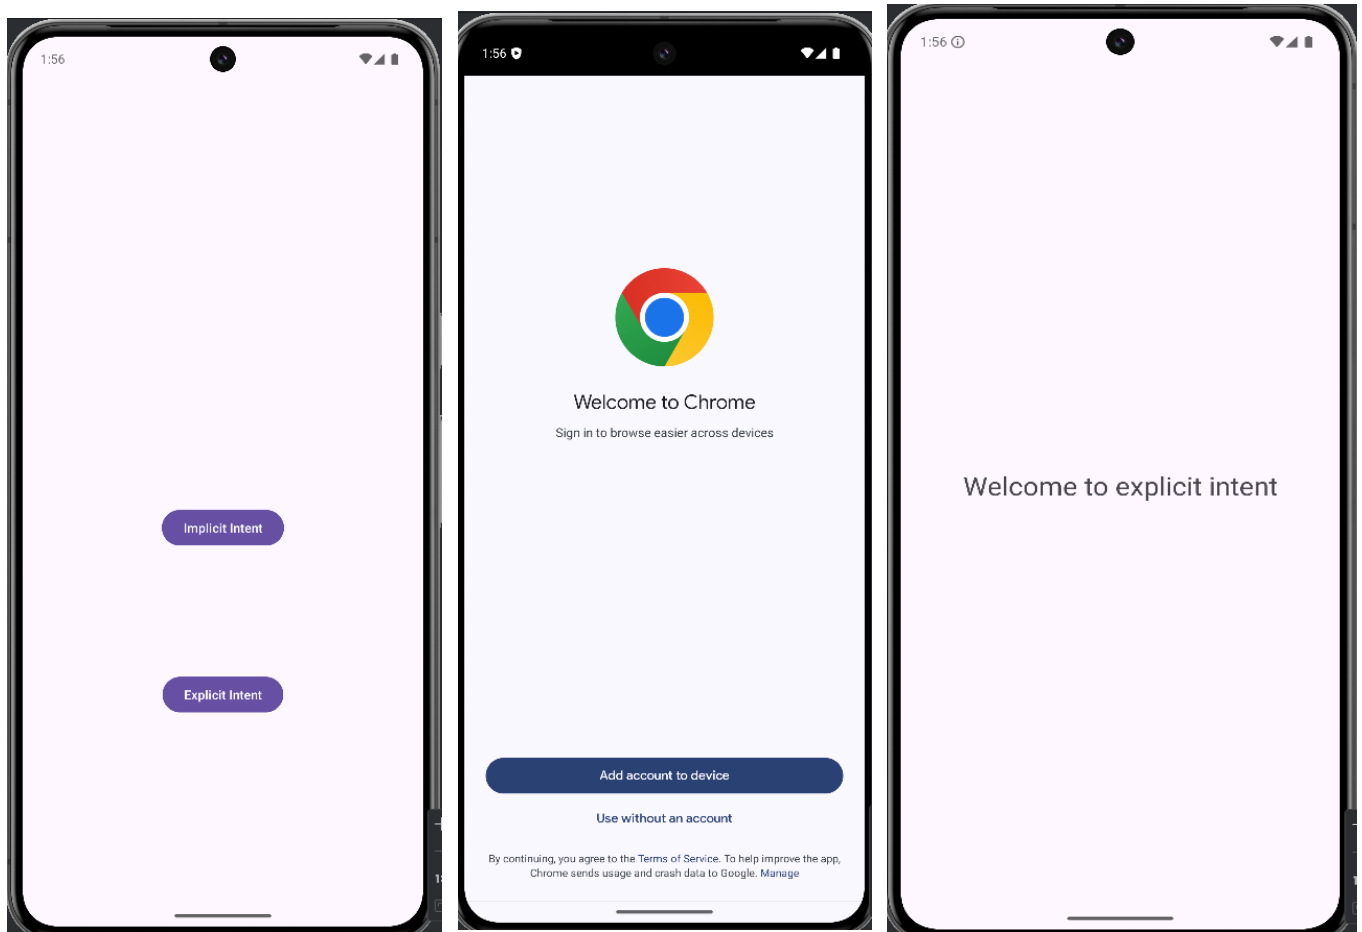 1:56
Implicit Intent
Explicit Intent
1:56
Welcome to Chrome
Sign in to browse easier across devices
Add account to device
Use without an account
By continuing, you agree to the Terms of Service. To help improve the app,
Chrome sends usage and crash data to Google. Manage
1:56
Welcome to explicit intent